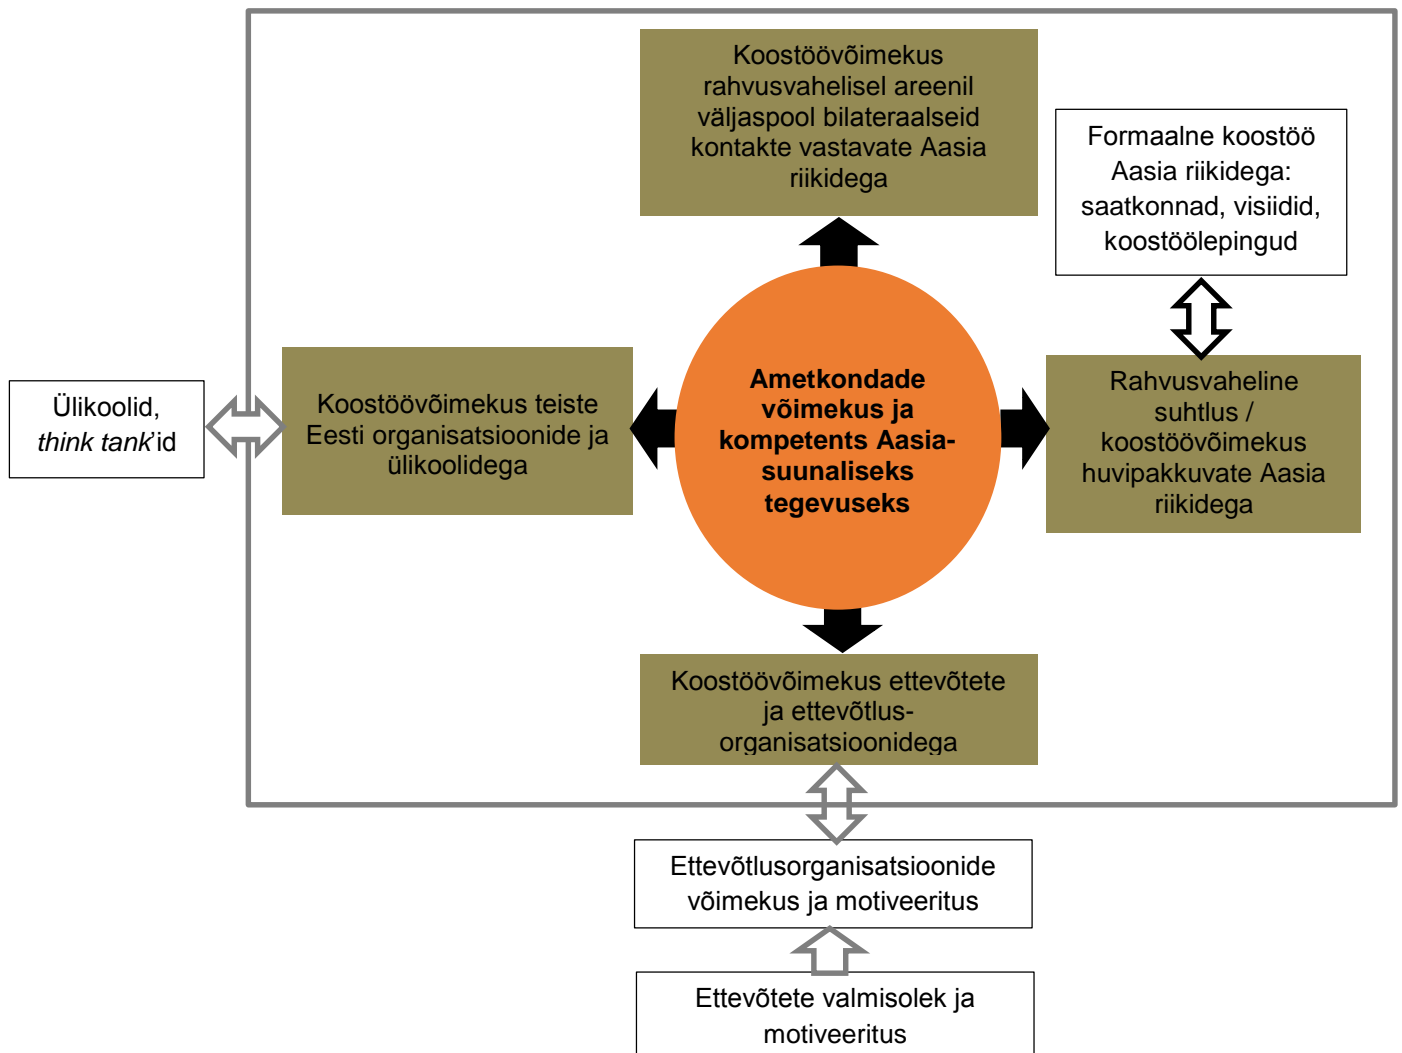 Koostöövõimekus
rahvusvahelisel areenil
väljaspool bilateraalseid
kontakte vastavate Aasia
riikidega
Formaalne koostöö
Aasia riikidega:
saatkonnad, visiidid,
koostöölepingud
Ülikoolid,
think tank'id
Koostöövõimekus teiste
Eesti organisatsioonide ja
ülikoolidega
Ametkondade
võimekus ja
kompetents Aasia-
suunaliseks
tegevuseks
Rahvusvaheline
suhtlus /
koostöövõimekus
huvipakkuvate Aasia
riikidega
Koostöövõimekus ettevõtete
ja ettevõtlus-
organisatsioonidega
Ettevõtlusorganisatsioonide
võimekus ja motiveeritus
Ettevõtete valmisolek ja
motiveeritus